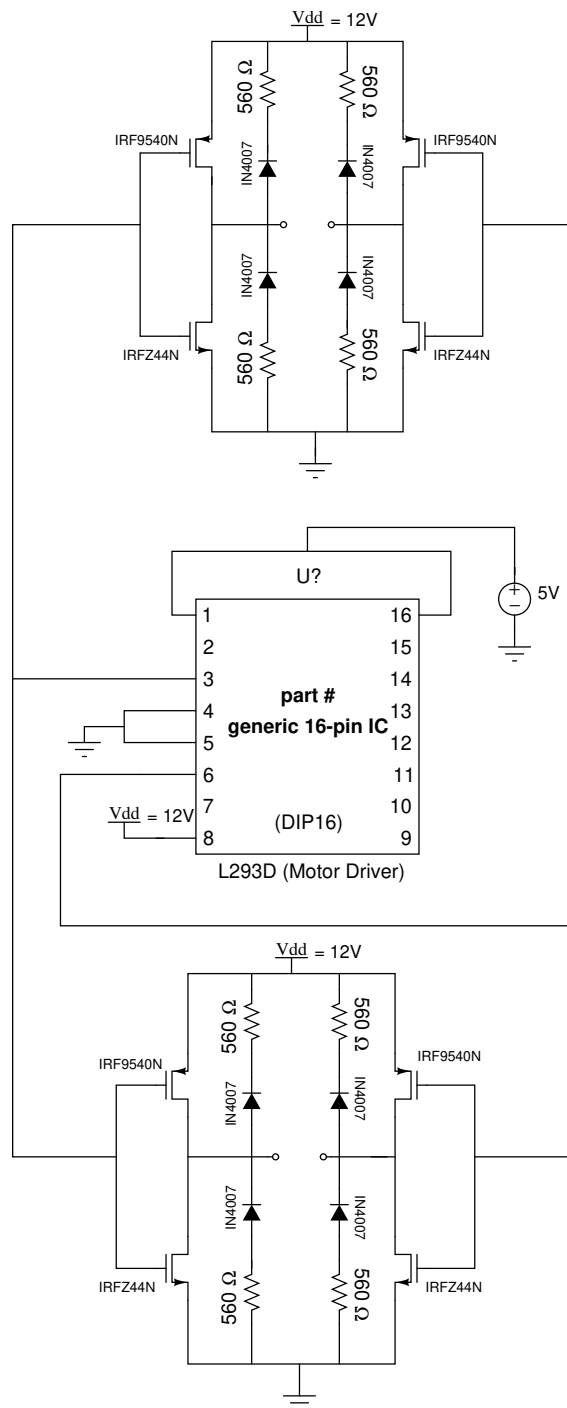 Vdd = 12V
560 Ω
560 Ω
IRF9540N
IN4007
IN4007
IRF9540N
IN4007
IN4007
IRFZ44N
560 Ω
560 Ω
IRFZ44N
U?
5V
1
16
2
15
3
14
part #
4
13
generic 16-pin IC
5
12
6
11
7
10
Vdd = 12V
(DIP16)
8
9
L293D (Motor Driver)
Vdd = 12V
560 Ω
560 Ω
IRF9540N
IN4007
IN4007
IRF9540N
IN4007
IN4007
IRFZ44N
560 Ω
560 Ω
IRFZ44N